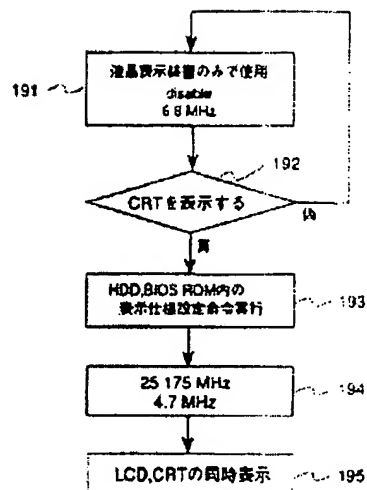 液晶表示装置のみで使用
disable
6.8 MHz
191
192
CRTを表示する
偽
真
HDD,BIOS ROM内の
表示仕様設定命令実行
193
25.175 MHz
4.7 MHz
194
LCD,CRTの同時表示
195